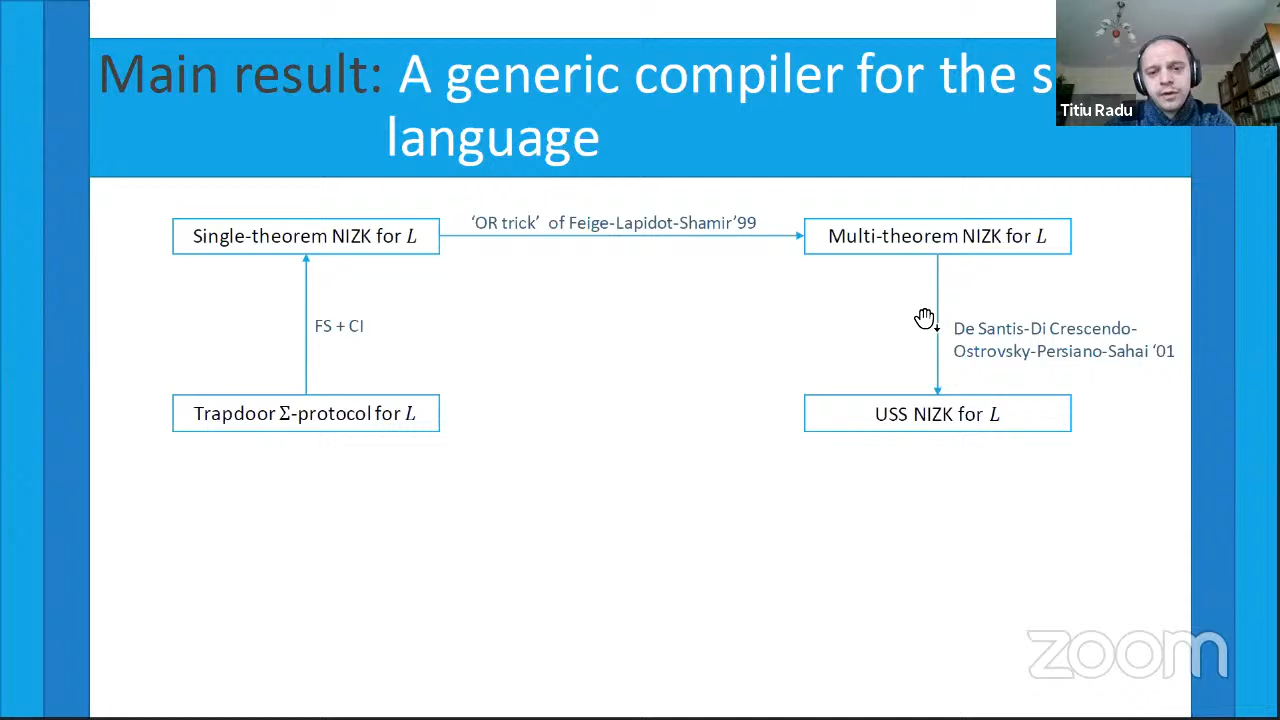 Main result: A generic compiler for the s
language
Titiu Radu
'OR trick' of Feige-Lapidot-Shamir'99
Single-theorem NIZK for L
Multi-theorem NIZK for L
FS + CI
De Santis-Di Crescendo-
Ostrovsky-Persiano-Sahai '01
Trapdoor Σ-protocol for L
USS NIZK for L
zoom